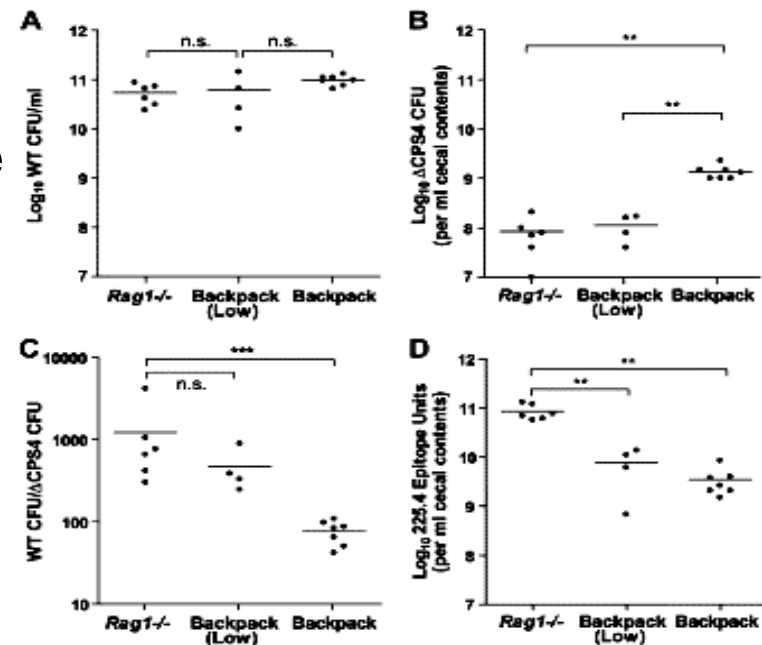 A
Log10 WT CFU/ml
11
12
n.s.
n.s.
11
10
9
8
7
Rag1-/-
Backpack
(Low)
Backpack
B
Log10 ΔCPS4 CFU
(per ml cecal contents)
11
10
9
8
7
**
**
Rag1-/-
Backpack
(Low)
Backpack
C
WT CFU/ΔCPS4 CFU
10000
1000
100
10
***
n.s.
Rag1-/-
Backpack
(Low)
Backpack
D
Log10 225.4 Epitope Units
(per ml cecal contents)
12
11
10
9
8
7
**
**
Rag1-/-
Backpack
(Low)
Backpack